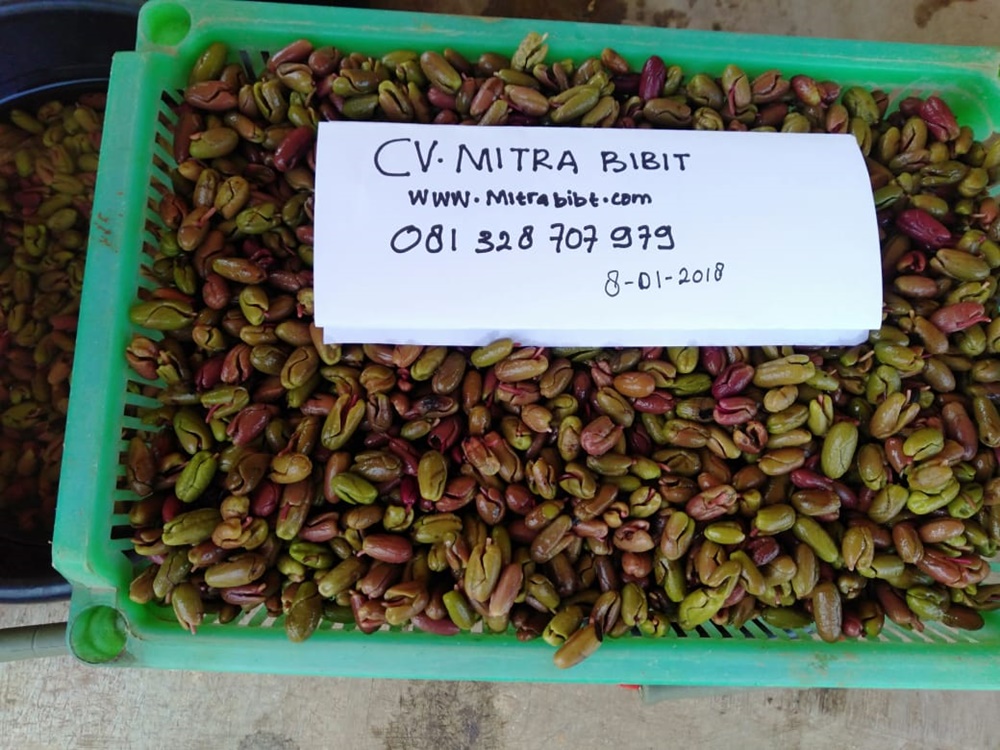 CV. MITRA BIBIT
WWW.Mitrabibt.com
081 328 707 979
8-01-2018